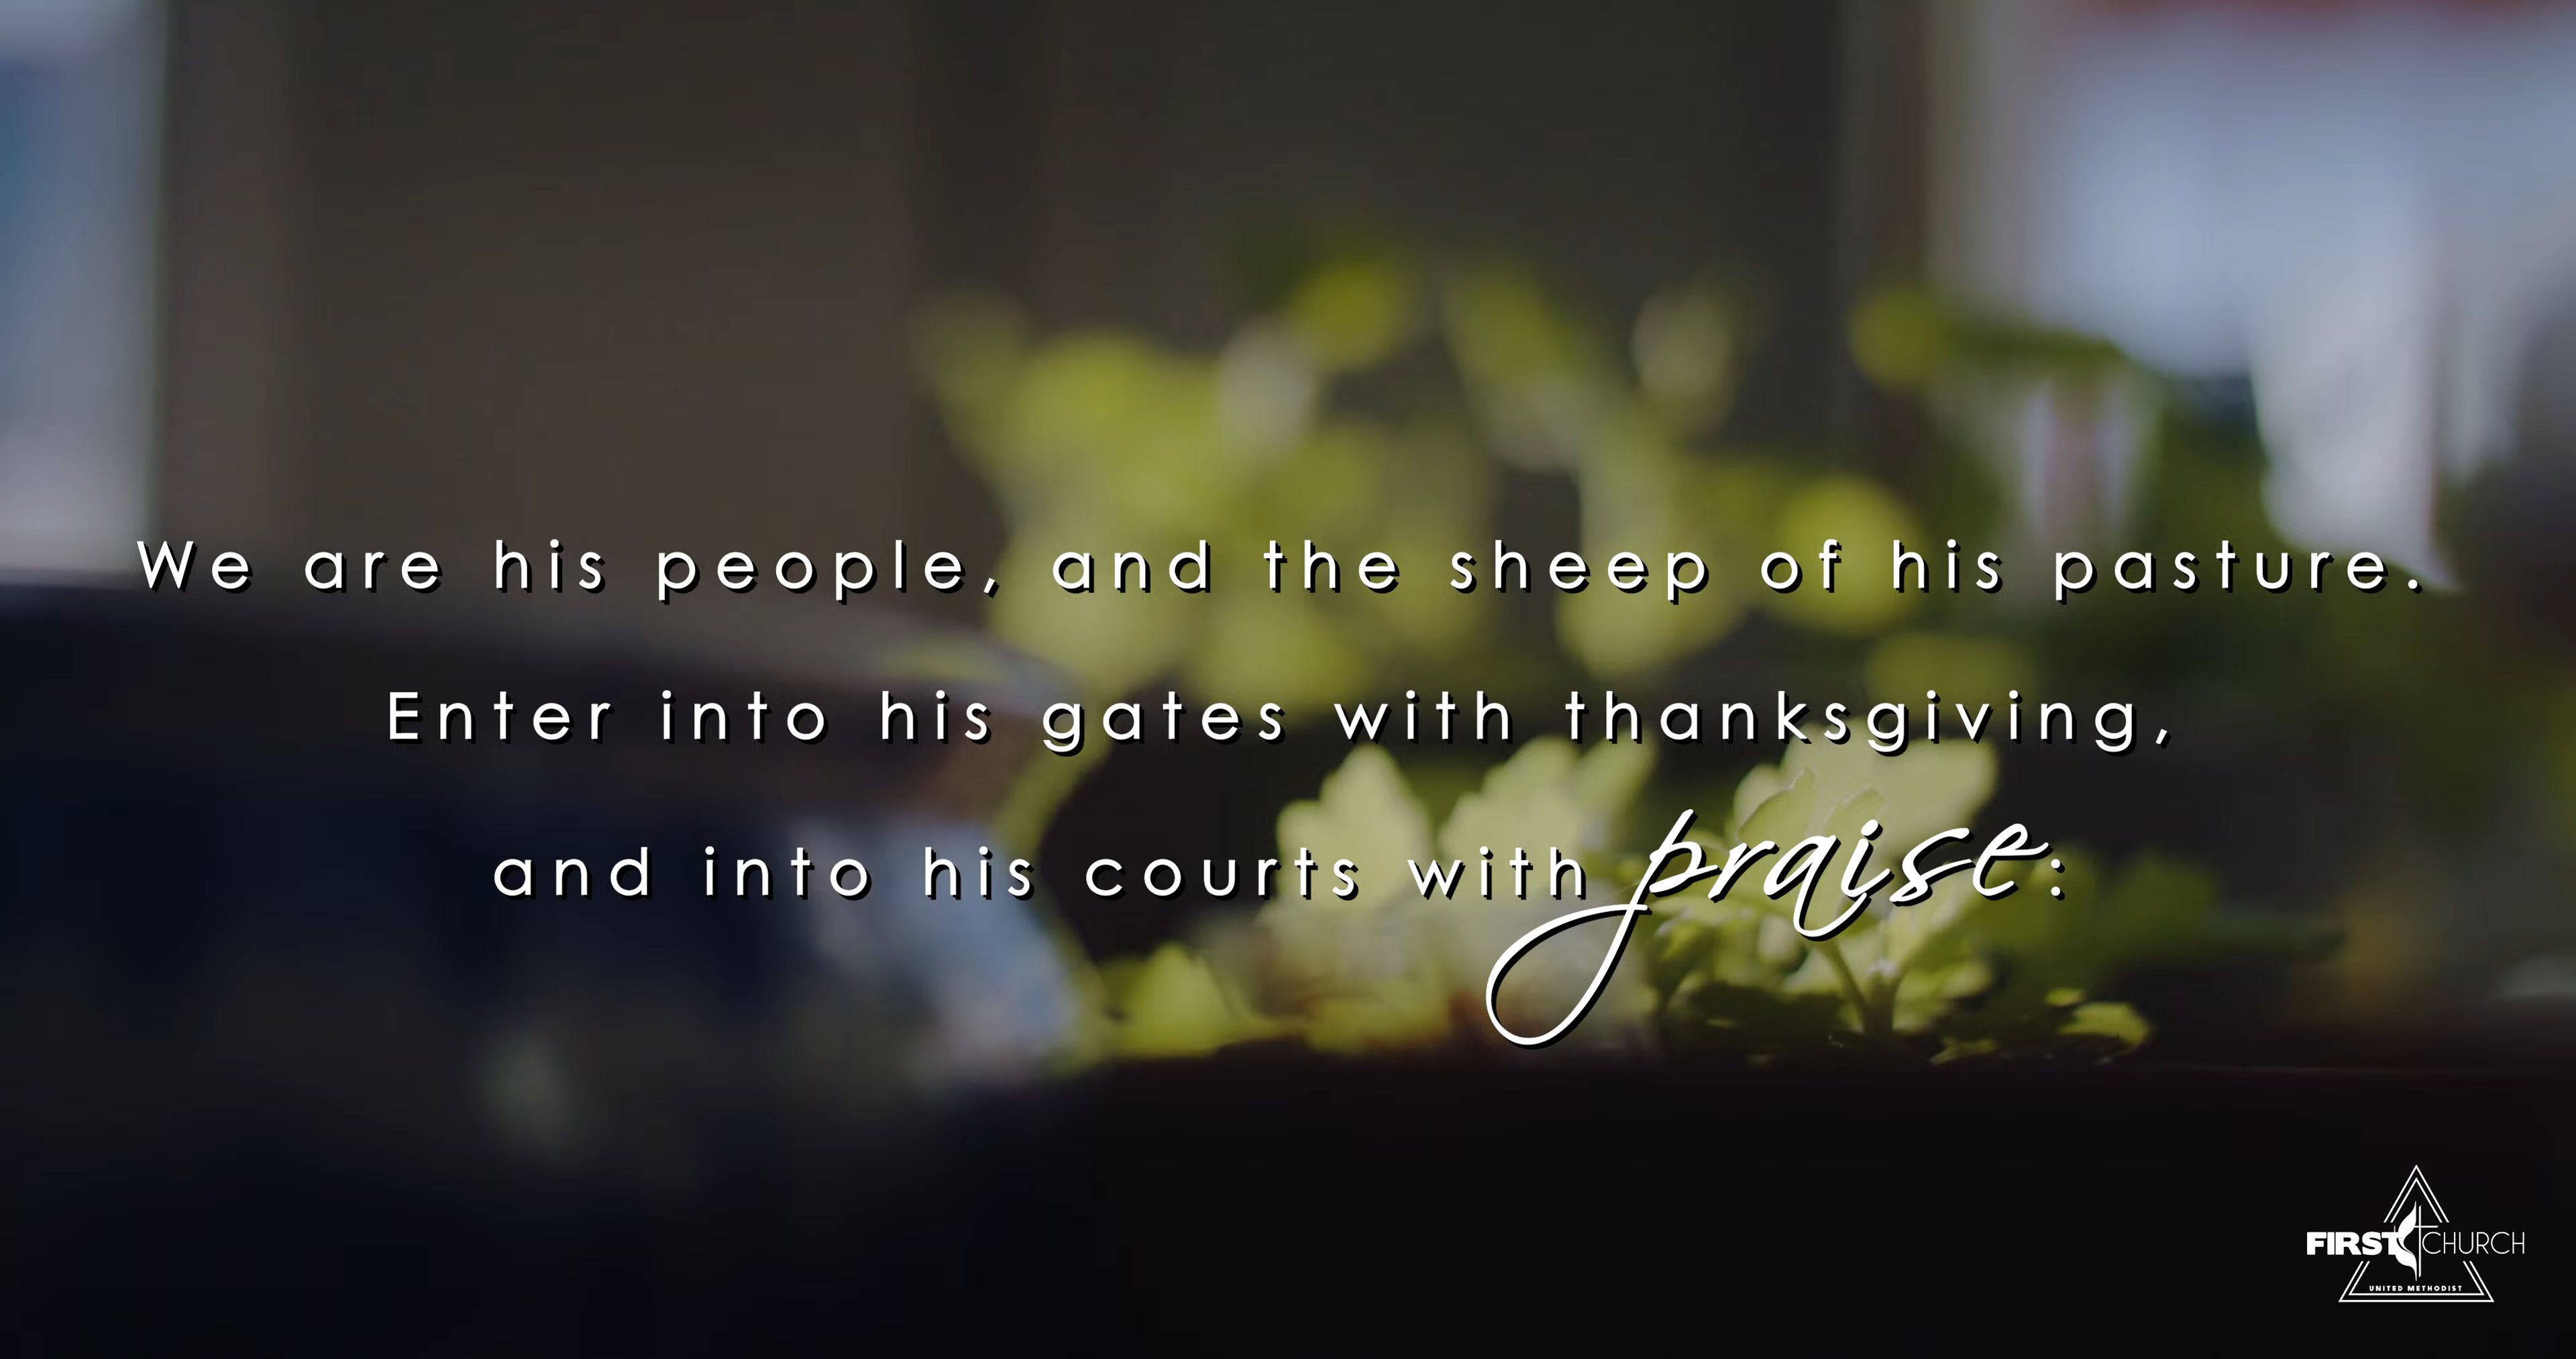 We are his people, and the sheep of his pasture.
Enter into his gates with thanksgiving,
and into his courts with praise:
FIRST CHURCH
UNITED METHODIST